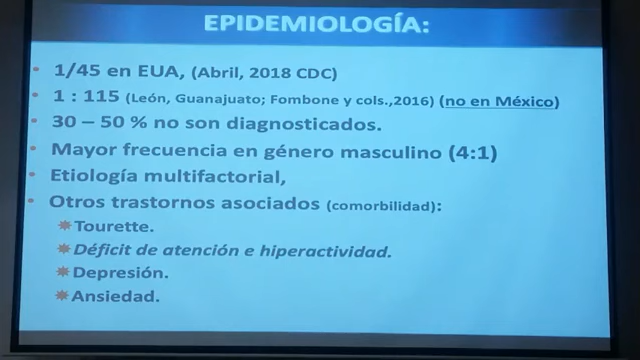 EPIDEMIOLOGÍA:
• 1/45 en EUA, (Abril, 2018 CDC)
• 1 : 115 (León, Guanajuato; Fombone y cols.,2016) (no en México)
• 30 – 50 % no son diagnosticados.
• Mayor frecuencia en género masculino (4:1)
• Etiología multifactorial,
• Otros trastornos asociados (comorbilidad):
✷ Tourette.
✷ Déficit de atención e hiperactividad.
✷ Depresión.
✷ Ansiedad.